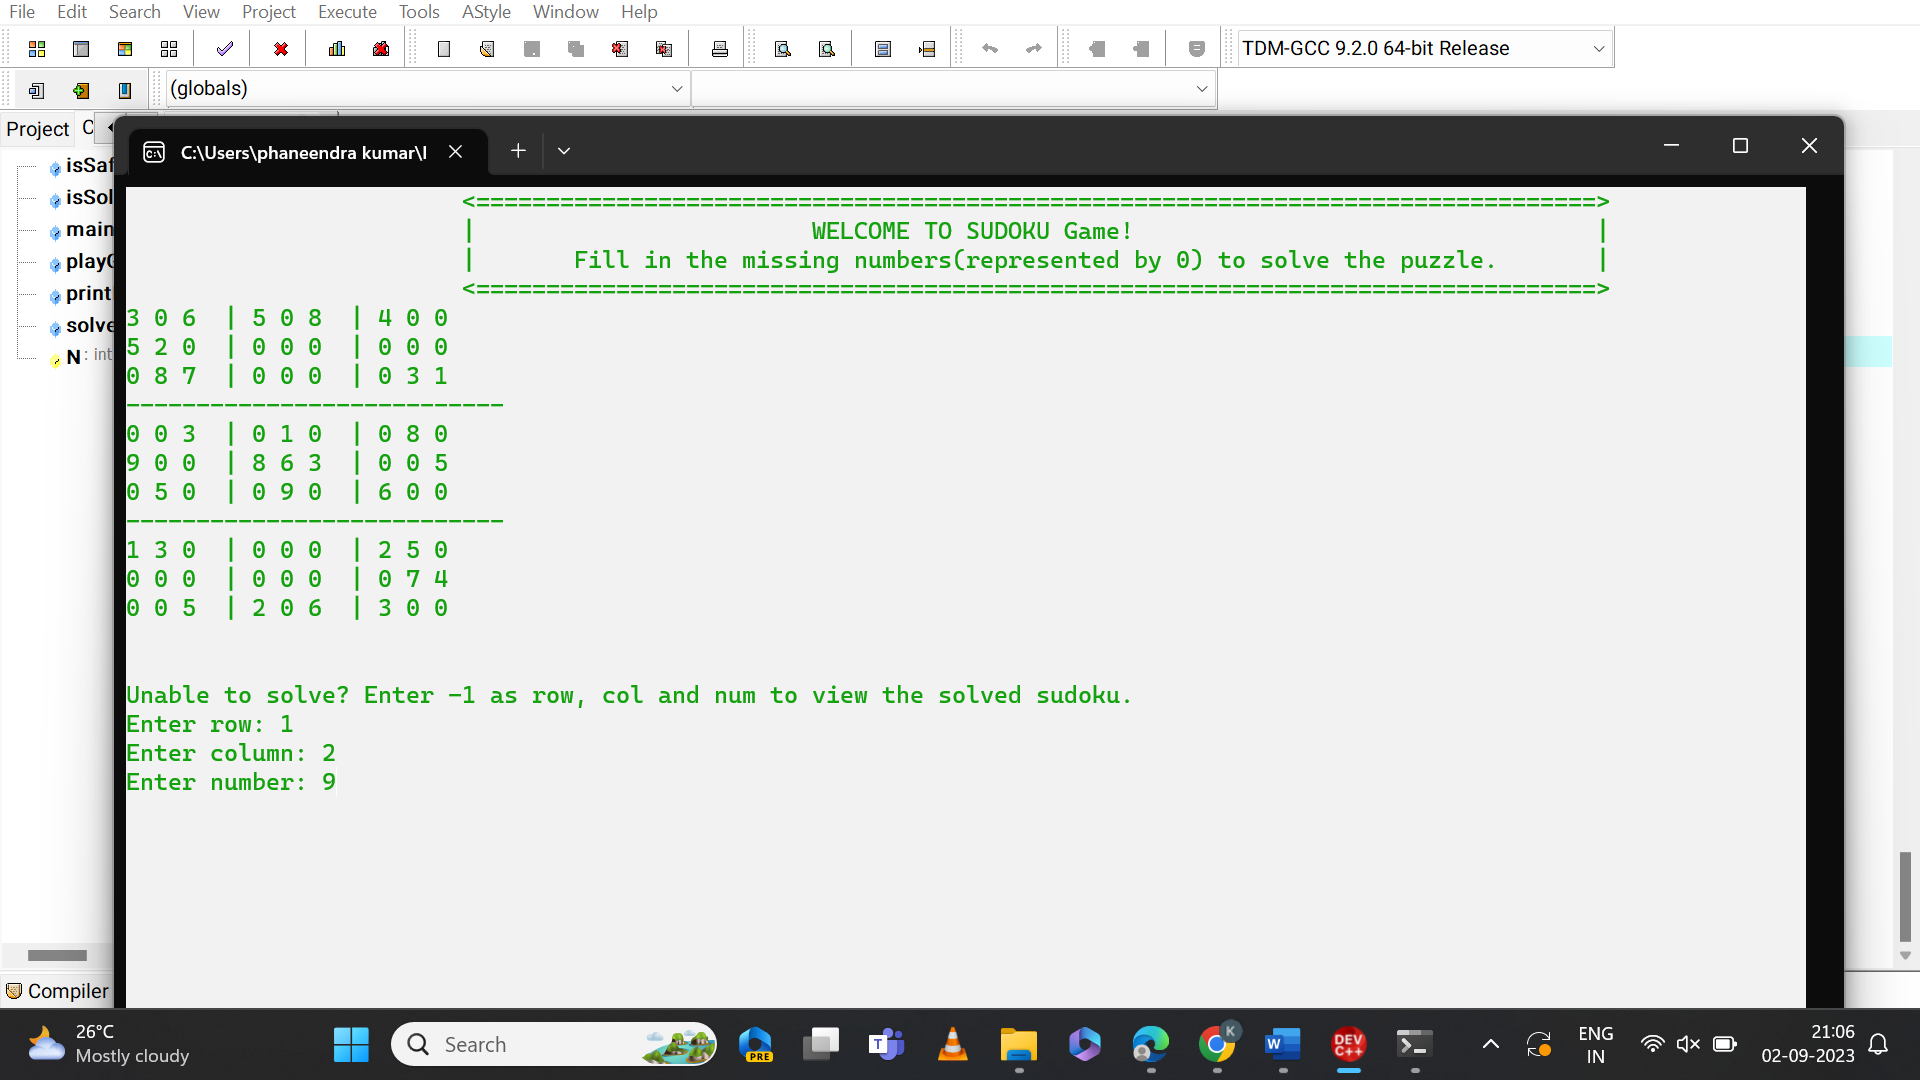 File Edit Search View Project Execute Tools AStyle Window Help
TDM-GCC 9.2.0 64-bit Release
(globals)
Project C
C:\Users\phaneendra kumar\I
isSaf
isSol
main
playG
print
solve
N : int
<================================================================================>
| WELCOME TO SUDOKU Game! |
| Fill in the missing numbers(represented by 0) to solve the puzzle. |
<================================================================================>
3 0 6 | 5 0 8 | 4 0 0
5 2 0 | 0 0 0 | 0 0 0
0 8 7 | 0 0 0 | 0 3 1
---------------------------
0 0 3 | 0 1 0 | 0 8 0
9 0 0 | 8 6 3 | 0 0 5
0 5 0 | 0 9 0 | 6 0 0
---------------------------
1 3 0 | 0 0 0 | 2 5 0
0 0 0 | 0 0 0 | 0 7 4
0 0 5 | 2 0 6 | 3 0 0
Unable to solve? Enter -1 as row, col and num to view the solved sudoku.
Enter row: 1
Enter column: 2
Enter number: 9
Compiler
26°C
Mostly cloudy
Search
PRE
T
K
W
DEV
C++
ENG
IN
21:06
02-09-2023